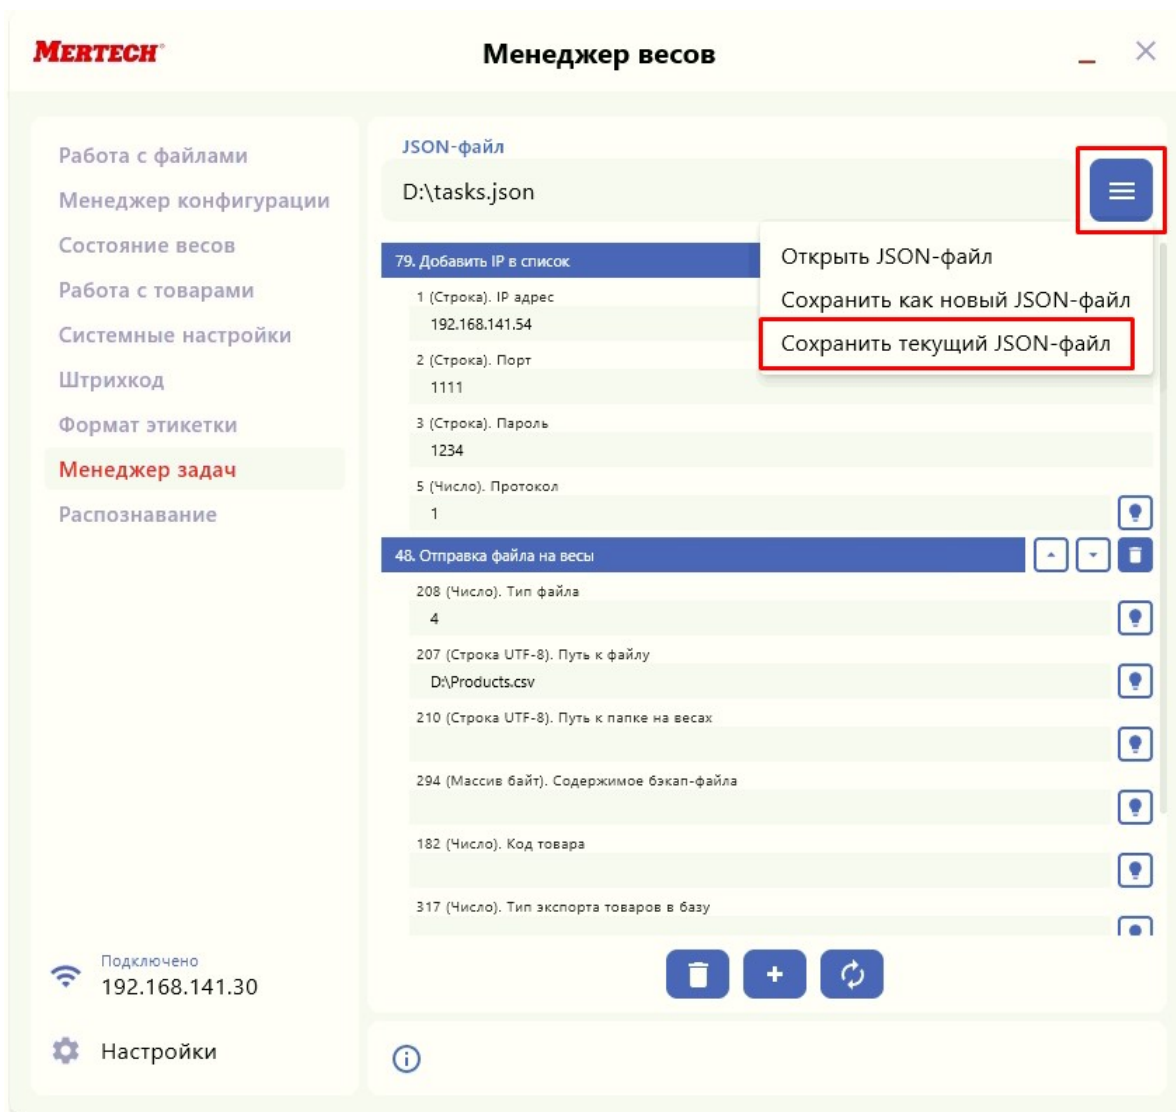 MERTECH®
Менеджер весов
Работа с файлами
Менеджер конфигурации
Состояние весов
Работа с товарами
Системные настройки
Штрихкод
Формат этикетки
Менеджер задач
Распознавание
Подключено
192.168.141.30
Настройки
JSON-файл
D:\tasks.json
Открыть JSON-файл
Сохранить как новый JSON-файл
Сохранить текущий JSON-файл
79. Добавить IP в список
1 (Строка). IP адрес
192.168.141.54
2 (Строка). Порт
1111
3 (Строка). Пароль
1234
5 (Число). Протокол
1
48. Отправка файла на весы
208 (Число). Тип файла
4
207 (Строка UTF-8). Путь к файлу
D:\Products.csv
210 (Строка UTF-8). Путь к папке на весах
294 (Массив байт). Содержимое бэкап-файла
182 (Число). Код товара
317 (Число). Тип экспорта товаров в базу